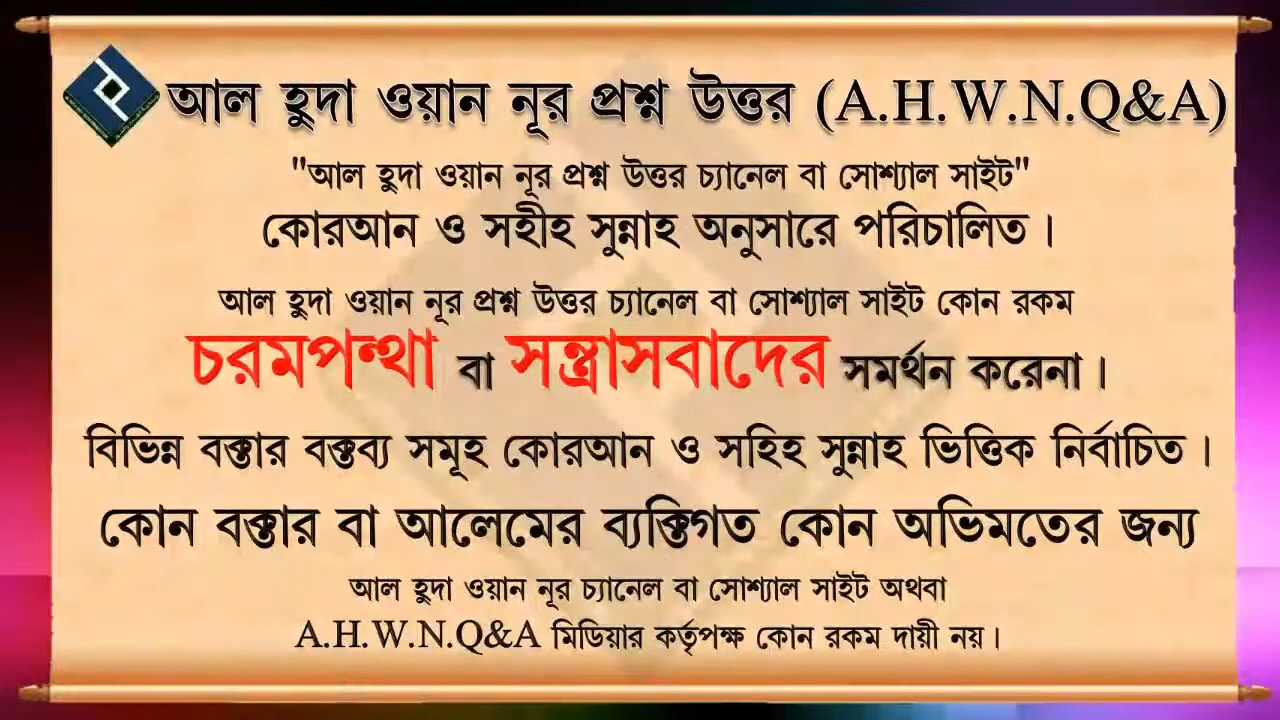 আল হুদা ওয়ান নূর প্রশ্ন উত্তর (A.H.W.N.Q&A)
"আল হুদা ওয়ান নূর প্রশ্ন উত্তর চ্যানেল বা সোশ্যাল সাইট"
কোরআন ও সহীহ সুন্নাহ অনুসারে পরিচালিত।
আল হুদা ওয়ান নূর প্রশ্ন উত্তর চ্যানেল বা সোশ্যাল সাইট কোন রকম
চরমপন্থা বা সন্ত্রাসবাদের সমর্থন করেনা।
বিভিন্ন বক্তার বক্তব্য সমূহ কোরআন ও সহিহ সুন্নাহ ভিত্তিক নির্বাচিত।
কোন বক্তার বা আলেমের ব্যক্তিগত কোন অভিমতের জন্য
আল হুদা ওয়ান নূর চ্যানেল বা সোশ্যাল সাইট অথবা
A.H.W.N.Q&A মিডিয়ার কর্তৃপক্ষ কোন রকম দায়ী নয়।